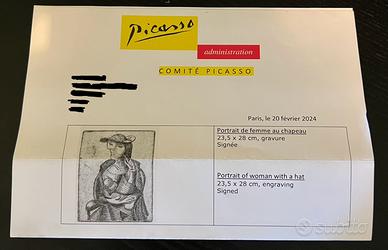 Picasso
administration
COMITÉ PICASSO
Paris, le 20 février 2024
Portrait de femme au chapeau
23,5 x 28 cm, gravure
Signée
Portrait of woman with a hat
23,5 x 28 cm, engraving
Signed
subito